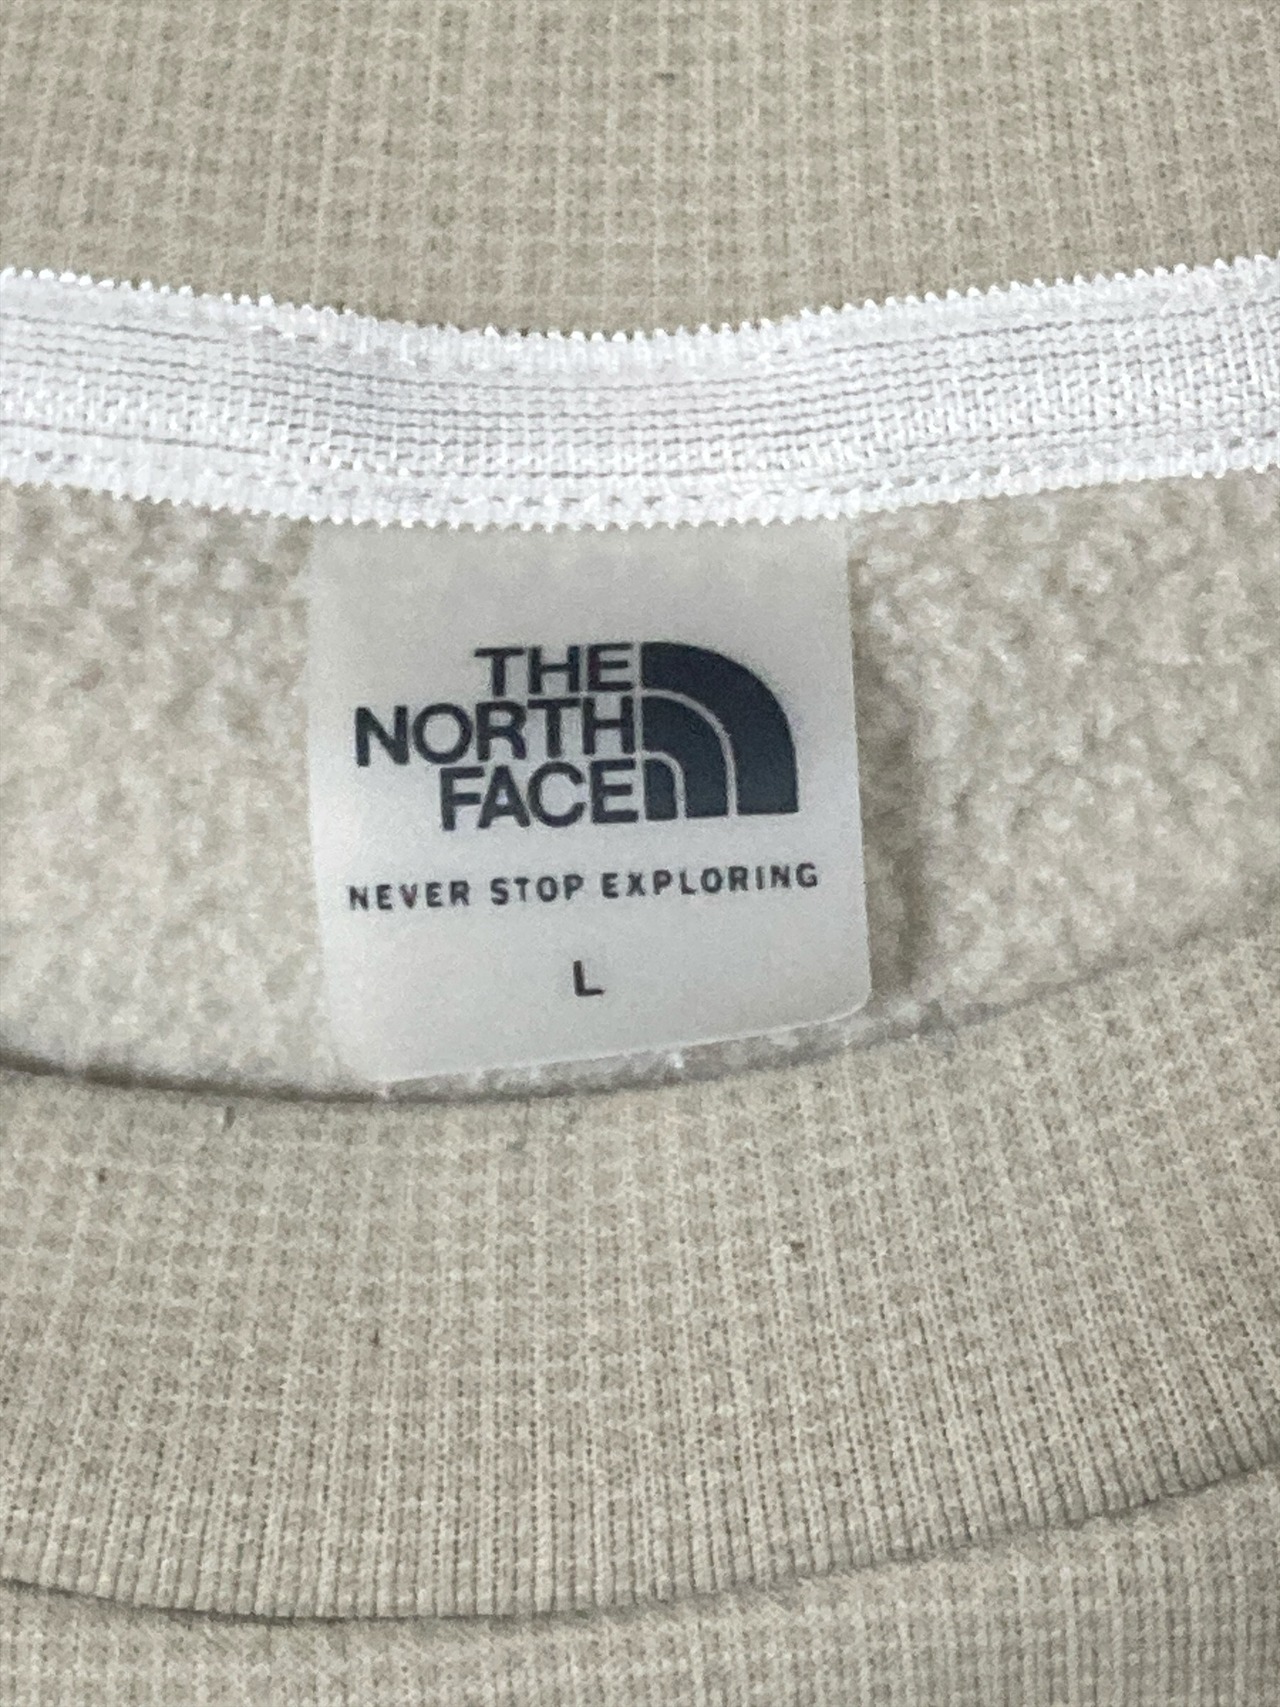 THE
NORTH
FACE
NEVER STOP EXPLORING
L